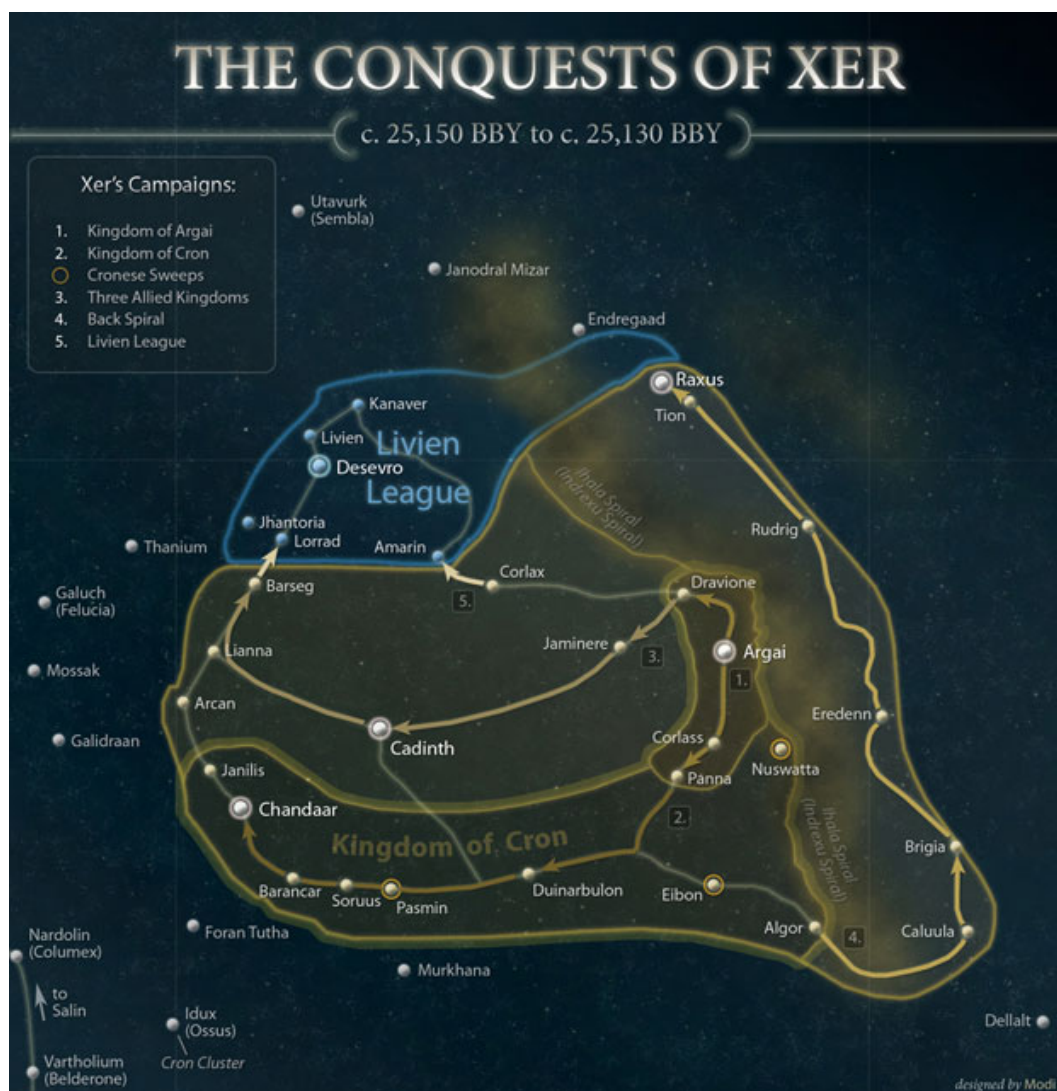 THE CONQUESTS OF XER
c. 25,150 BBY to c. 25,130 BBY
Xer's Campaigns:
1. Kingdom of Argai
2. Kingdom of Cron
Cronese Sweeps
3. Three Allied Kingdoms
4. Back Spiral
5. Livien League
Utavurk
(Sembla)
Janodral Mizar
Endregaad
Raxus
Tion
Kanaver
Livien
Livien
League
Desevro
Ihala Spiral
(Indrexu Spiral)
Jhantoria
Lorrad
Amarin
Thanium
Rudrig
Barseg
Corlax
5.
Dravione
Galuch
(Felucia)
Lianna
Jaminere
3.
Argai
1.
Mossak
Arcan
Eredenn
Galidraan
Cadinth
Corlass
Nuswatta
Janilis
Panna
Chandaar
2.
Kingdom of Cron
Ihala Spiral
(Indrexu Spiral)
Brigia
Barancar
Soruus
Pasmin
Duinarbulon
Eibon
Algor
4.
Caluula
Foran Tutha
Nardolin
(Columex)
Murkhana
to
Salin
Idux
(Ossus)
Cron Cluster
Dellalt
Vartholium
(Belderone)
designed by Modi